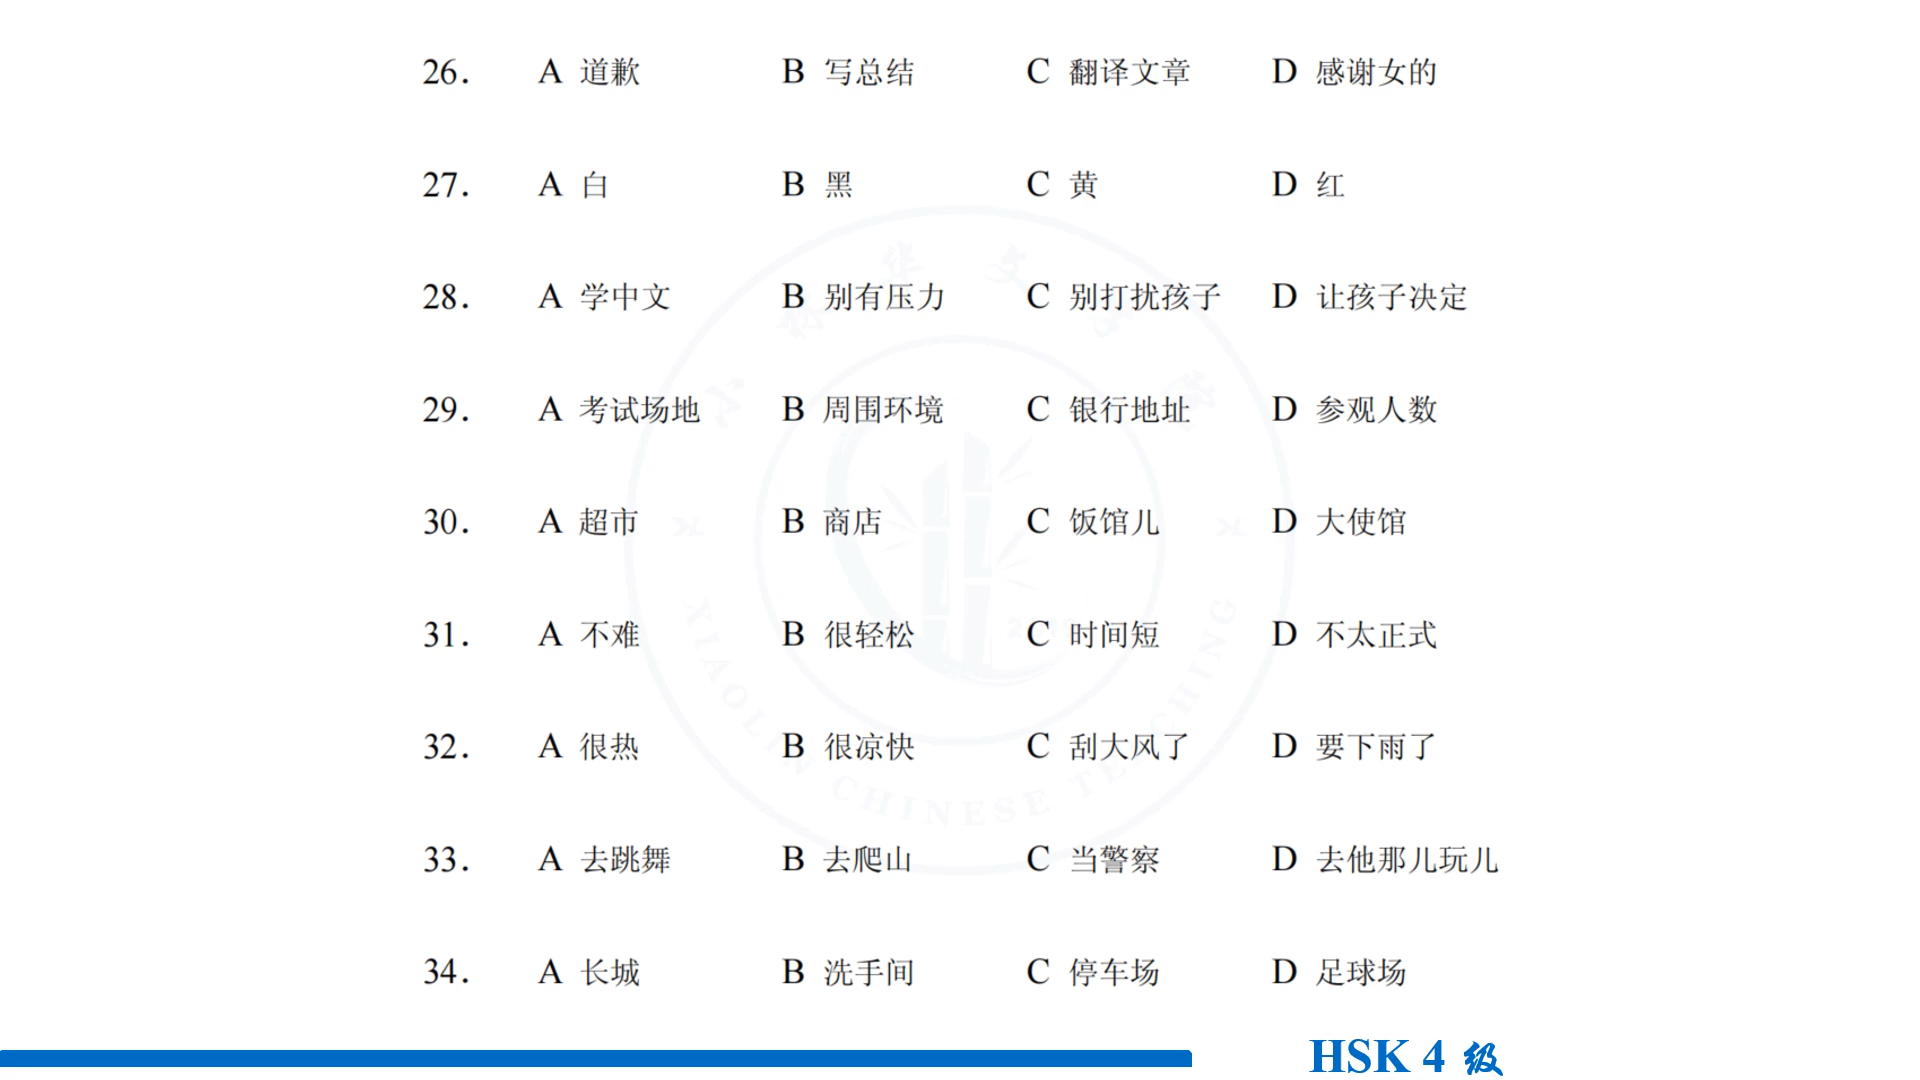 26. A 道歉 B 写总结 C 翻译文章 D 感谢女的
27. A 白 B 黑 C 黄 D 红
28. A 学中文 B 别有压力 C 别打扰孩子 D 让孩子决定
29. A 考试场地 B 周围环境 C 银行地址 D 参观人数
30. A 超市 B 商店 C 饭馆儿 D 大使馆
31. A 不难 B 很轻松 C 时间短 D 不太正式
32. A 很热 B 很凉快 C 刮大风了 D 要下雨了
33. A 去跳舞 B 去爬山 C 当警察 D 去他那儿玩儿
34. A 长城 B 洗手间 C 停车场 D 足球场
XIAOLIN CHINESE TEACHING
HSK 4 级